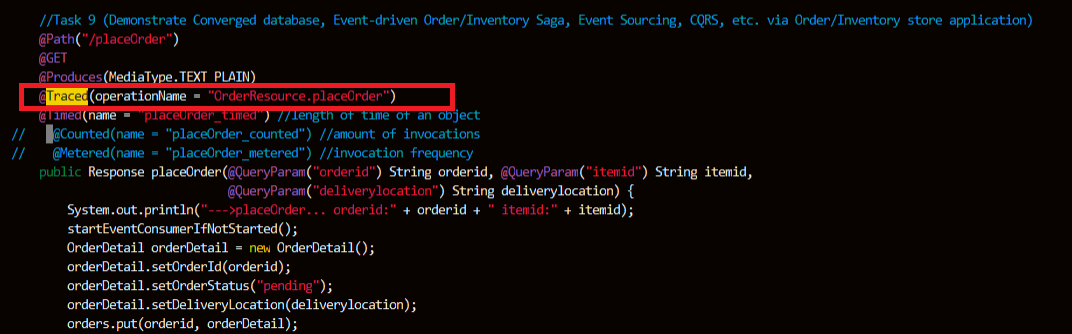 //Task 9 (Demonstrate Converged database, Event-driven Order/Inventory Saga, Event Sourcing, CQRS, etc. via Order/Inventory store application)
@Path("/placeOrder")
@GET
@Produces(MediaType.TEXT_PLAIN)
@Traced(operationName = "OrderResource.placeOrder")
@Timed(name = "placeOrder_timed") //length of time of an object
//   @Counted(name = "placeOrder_counted") //amount of invocations
//   @Metered(name = "placeOrder_metered") //invocation frequency
public Response placeOrder(@QueryParam("orderid") String orderid, @QueryParam("itemid") String itemid,
@QueryParam("deliverylocation") String deliverylocation) {
System.out.println("--->placeOrder... orderid:" + orderid + " itemid:" + itemid);
startEventConsumerIfNotStarted();
OrderDetail orderDetail = new OrderDetail();
orderDetail.setOrderId(orderid);
orderDetail.setOrderStatus("pending");
orderDetail.setDeliveryLocation(deliverylocation);
orders.put(orderid, orderDetail);